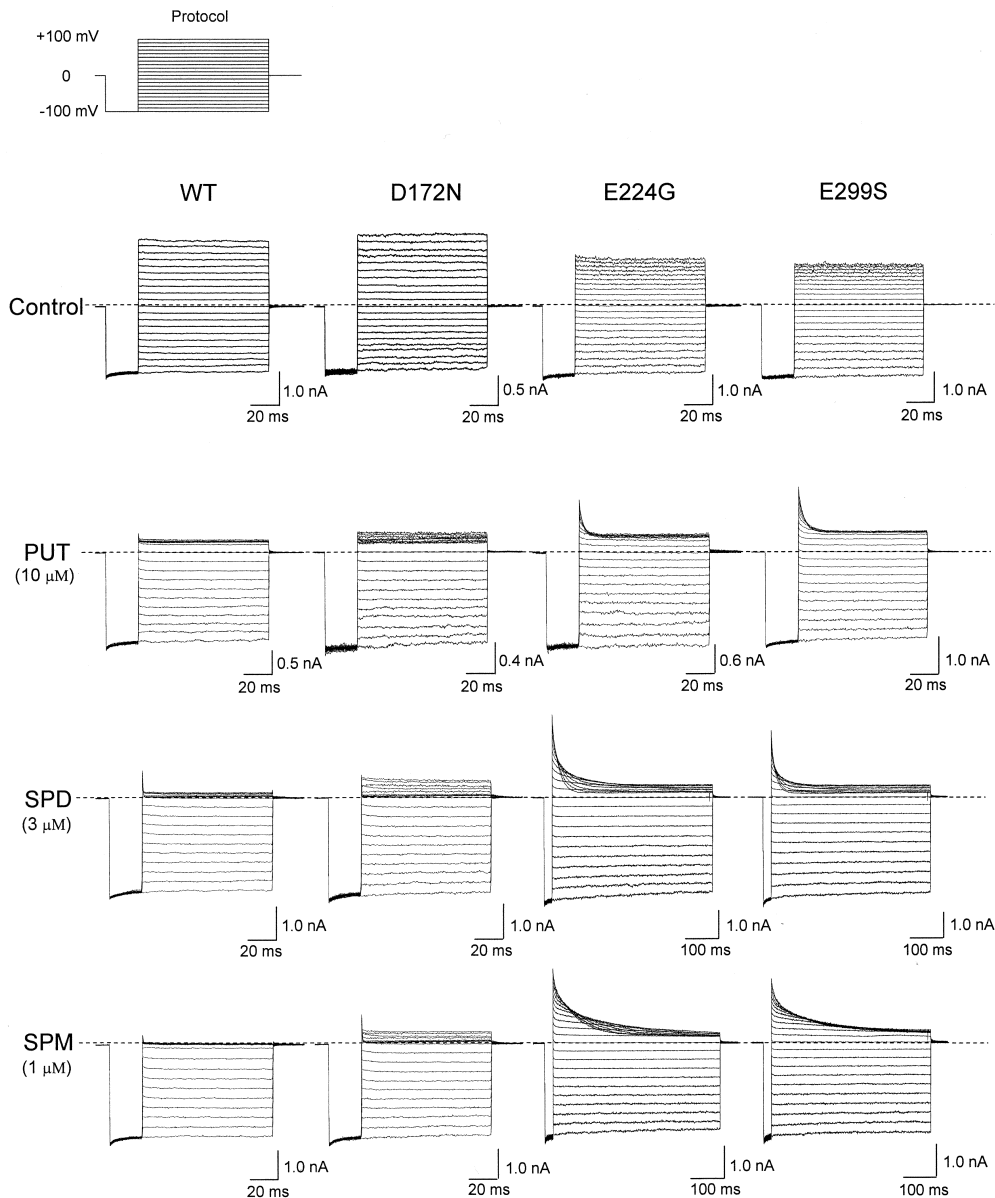 Protocol
+100 mV
0
-100 mV
WT D172N E224G E299S
Control
1.0 nA 0.5 nA 1.0 nA 1.0 nA
20 ms 20 ms 20 ms 20 ms
PUT
(10 µM)
0.5 nA 0.4 nA 0.6 nA 1.0 nA
20 ms 20 ms 20 ms 20 ms
SPD
(3 µM)
1.0 nA 1.0 nA 1.0 nA 1.0 nA
20 ms 20 ms 100 ms 100 ms
SPM
(1 µM)
1.0 nA 1.0 nA 1.0 nA 1.0 nA
20 ms 20 ms 100 ms 100 ms